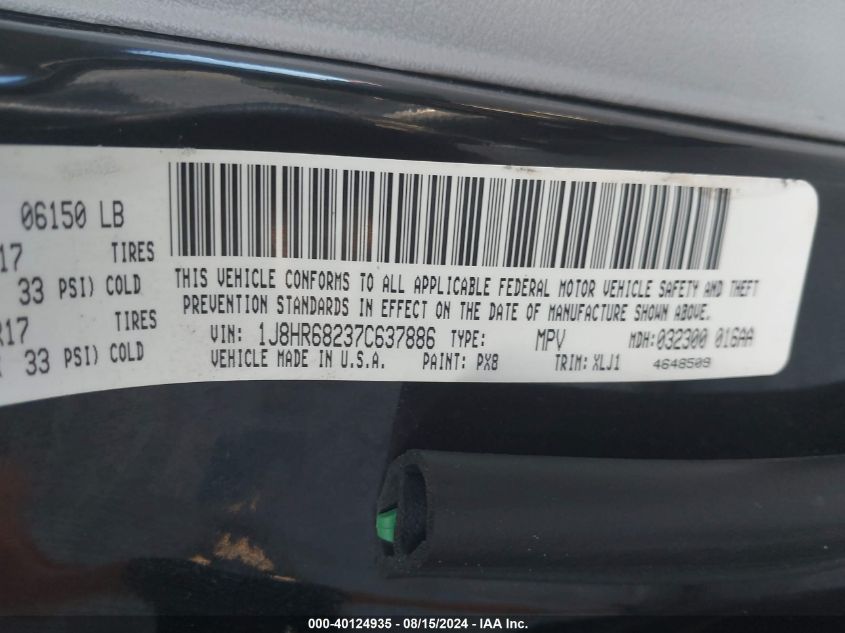 06150 LB
17 TIRES
33 PSI) COLD
R17 TIRES
33 PSI) COLD
THIS VEHICLE CONFORMS TO ALL APPLICABLE FEDERAL MOTOR VEHICLE SAFETY AND THEFT
PREVENTION STANDARDS IN EFFECT ON THE DATE OF MANUFACTURE SHOWN ABOVE.
VIN: 1J8HR68237C637886 TYPE: MPV MDH:032300 016AA
VEHICLE MADE IN U.S.A. PAINT: PX8 TRIM:XLJ1 4648509
000-40124935 - 08/15/2024 - IAA Inc.